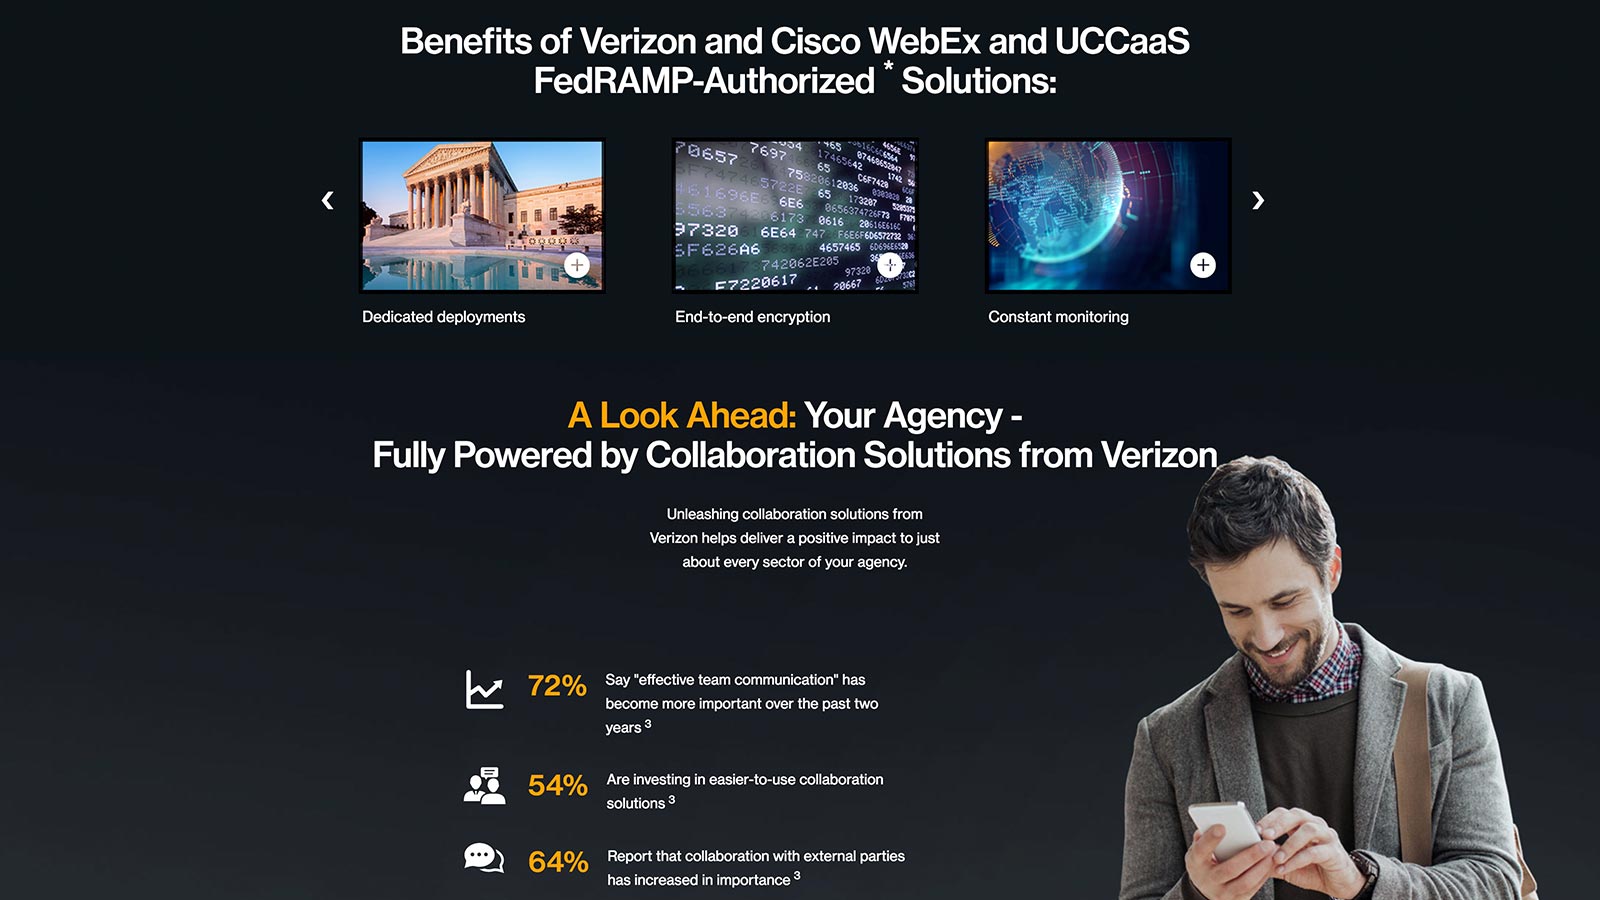 Benefits of Verizon and Cisco WebEx and UCCaaS
FedRAMP-Authorized * Solutions:
Dedicated deployments
End-to-end encryption
Constant monitoring
A Look Ahead: Your Agency -
Fully Powered by Collaboration Solutions from Verizon
Unleashing collaboration solutions from
Verizon helps deliver a positive impact to just
about every sector of your agency.
72%
Say "effective team communication" has
become more important over the past two
years 3
54%
Are investing in easier-to-use collaboration
solutions 3
64%
Report that collaboration with external parties
has increased in importance 3